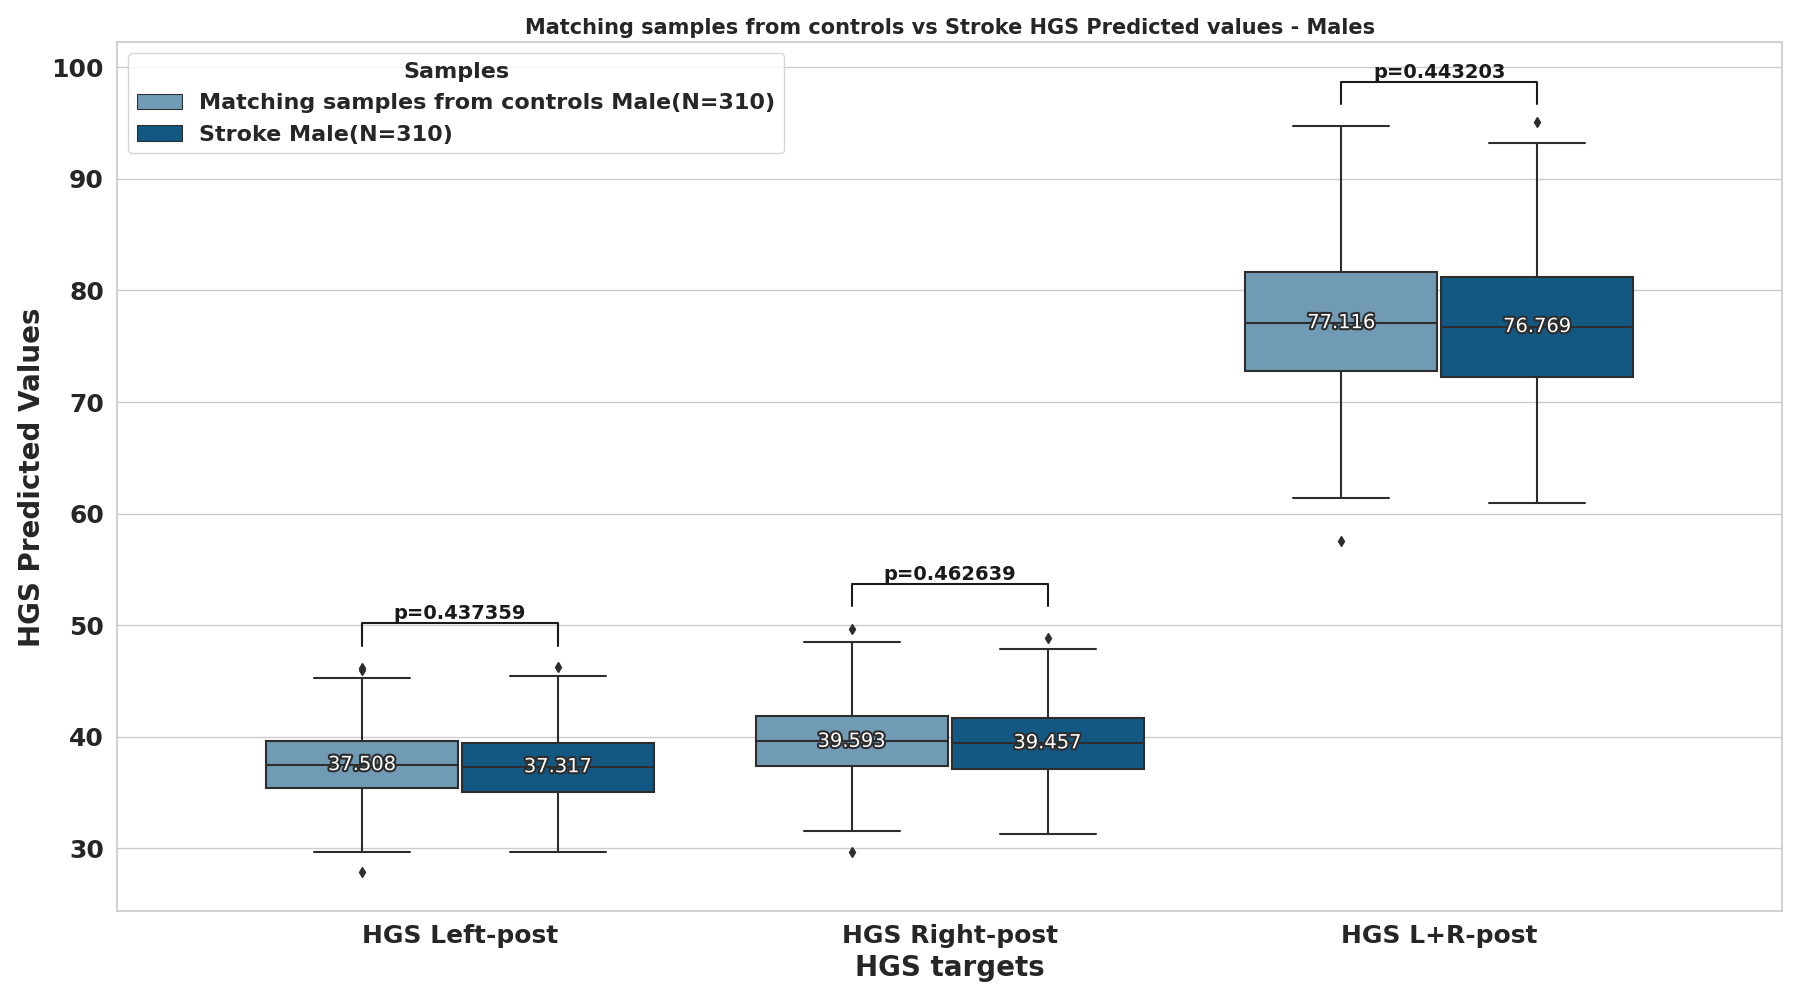 Matching samples from controls vs Stroke HGS Predicted values - Males
Samples
Matching samples from controls Male(N=310)
Stroke Male(N=310)
HGS Predicted Values
100
90
80
70
60
50
40
30
p=0.437359
p=0.462639
p=0.443203
37.508
37.317
39.593
39.457
77.116
76.769
HGS Left-post
HGS Right-post
HGS L+R-post
HGS targets